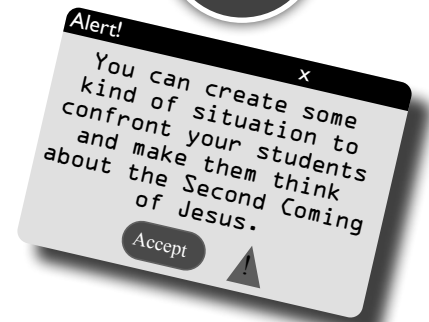 Alert!
x
You can create some
kind of situation to
confront your students
and make them think
about the Second Coming
of Jesus.
Accept
!